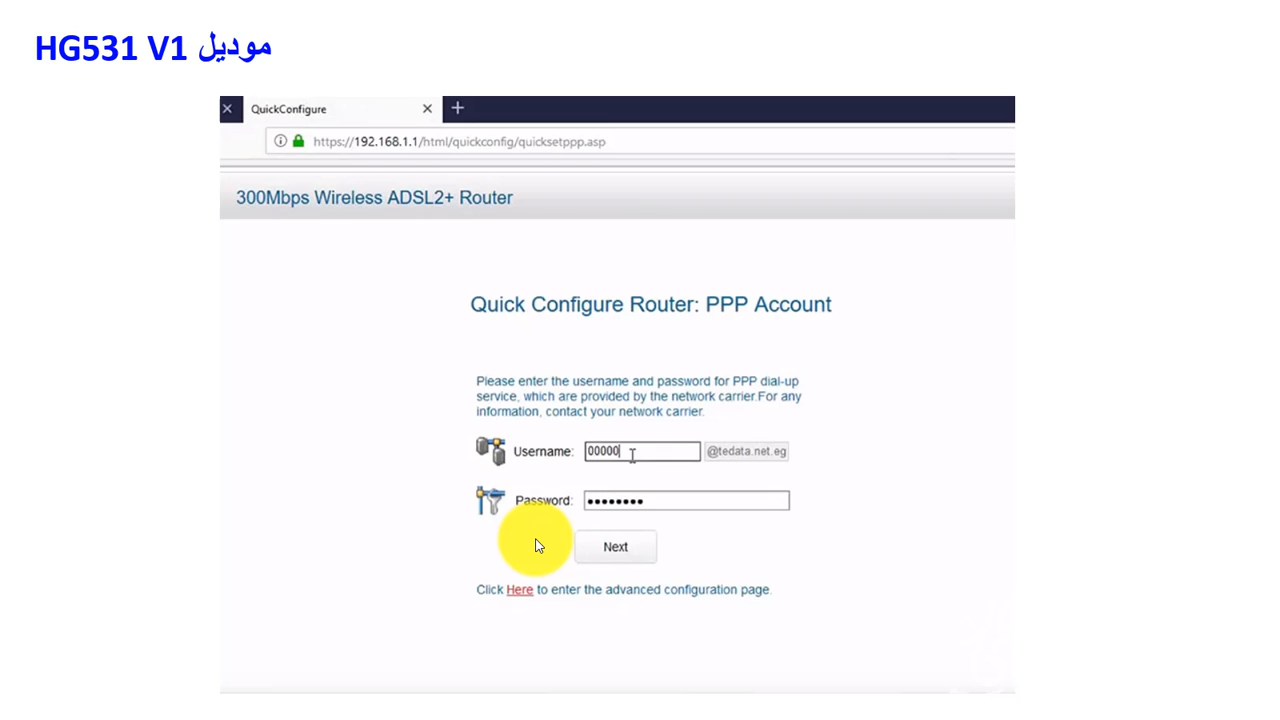 موديل HG531 V1
QuickConfigure
https://192.168.1.1/html/quickconfig/quicksetppp.asp
300Mbps Wireless ADSL2+ Router
Quick Configure Router: PPP Account
Please enter the username and password for PPP dial-up
service, which are provided by the network carrier.For any
information, contact your network carrier.
Username: 00000 @tedata.net.eg
Password: ••••••••
Next
Click Here to enter the advanced configuration page.